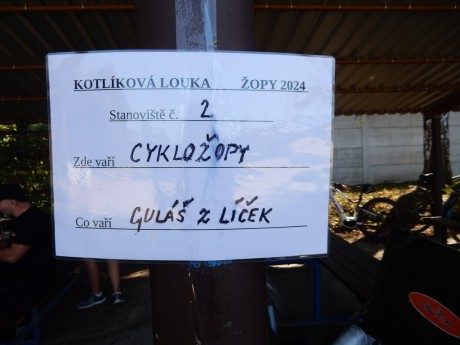 KOTLÍKOVÁ LOUKA ŽOPY 2024
Stanoviště č. 2
Zde vaří CYKLOŽOPY
Co vaří GULÁŠ Z LÍČEK